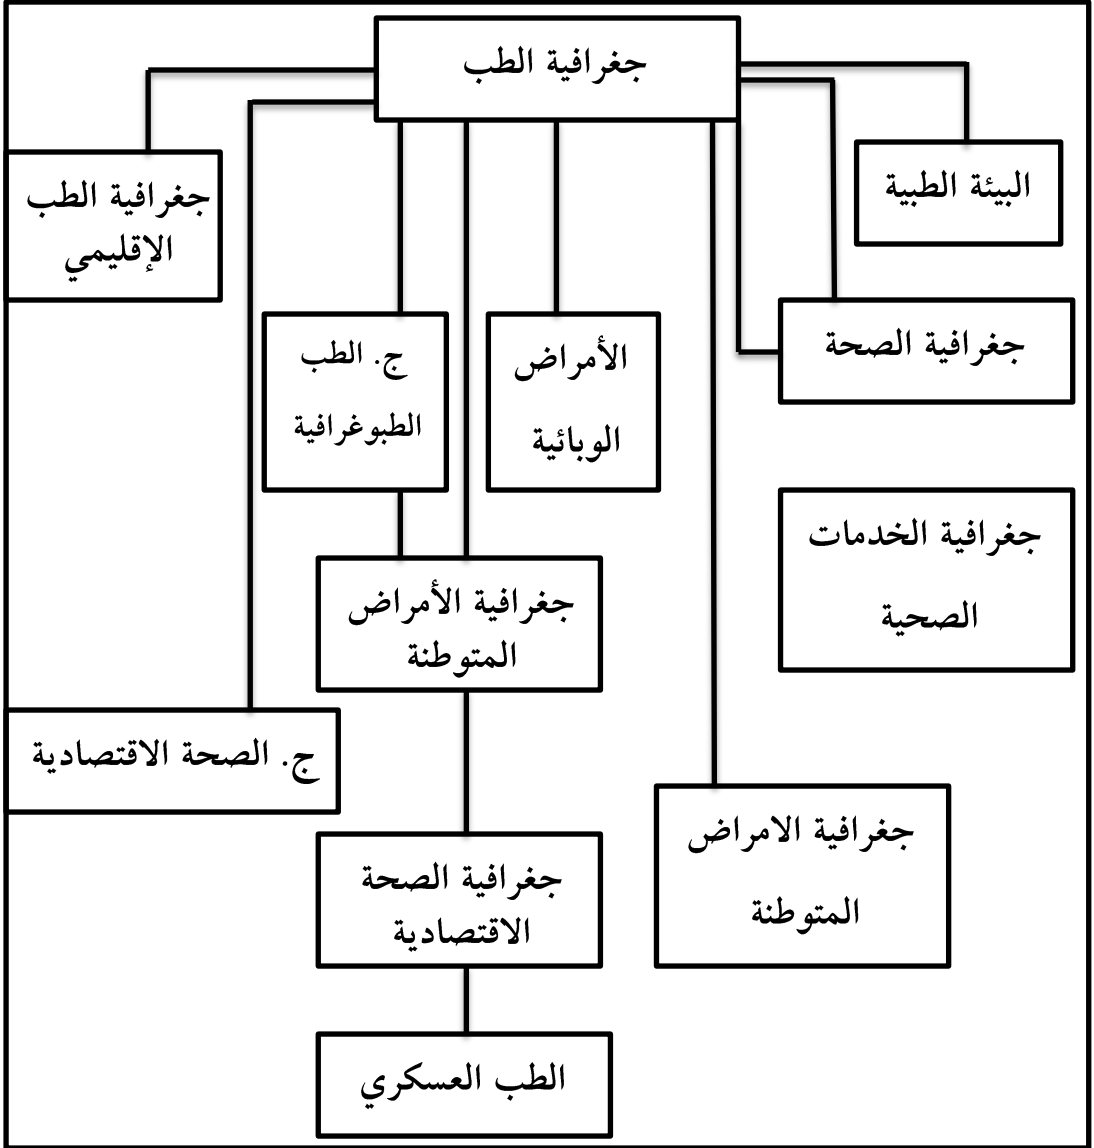 جغرافية الطب
البيئة الطبية
جغرافية الطب
الإقليمي
جغرافية الصحة
الأمراض
الوبائية
ج. الطب
الطبوغرافية
جغرافية الخدمات
الصحية
جغرافية الأمراض
المتوطنة
ج. الصحة الاقتصادية
جغرافية الامراض
المتوطنة
جغرافية الصحة
الاقتصادية
الطب العسكري